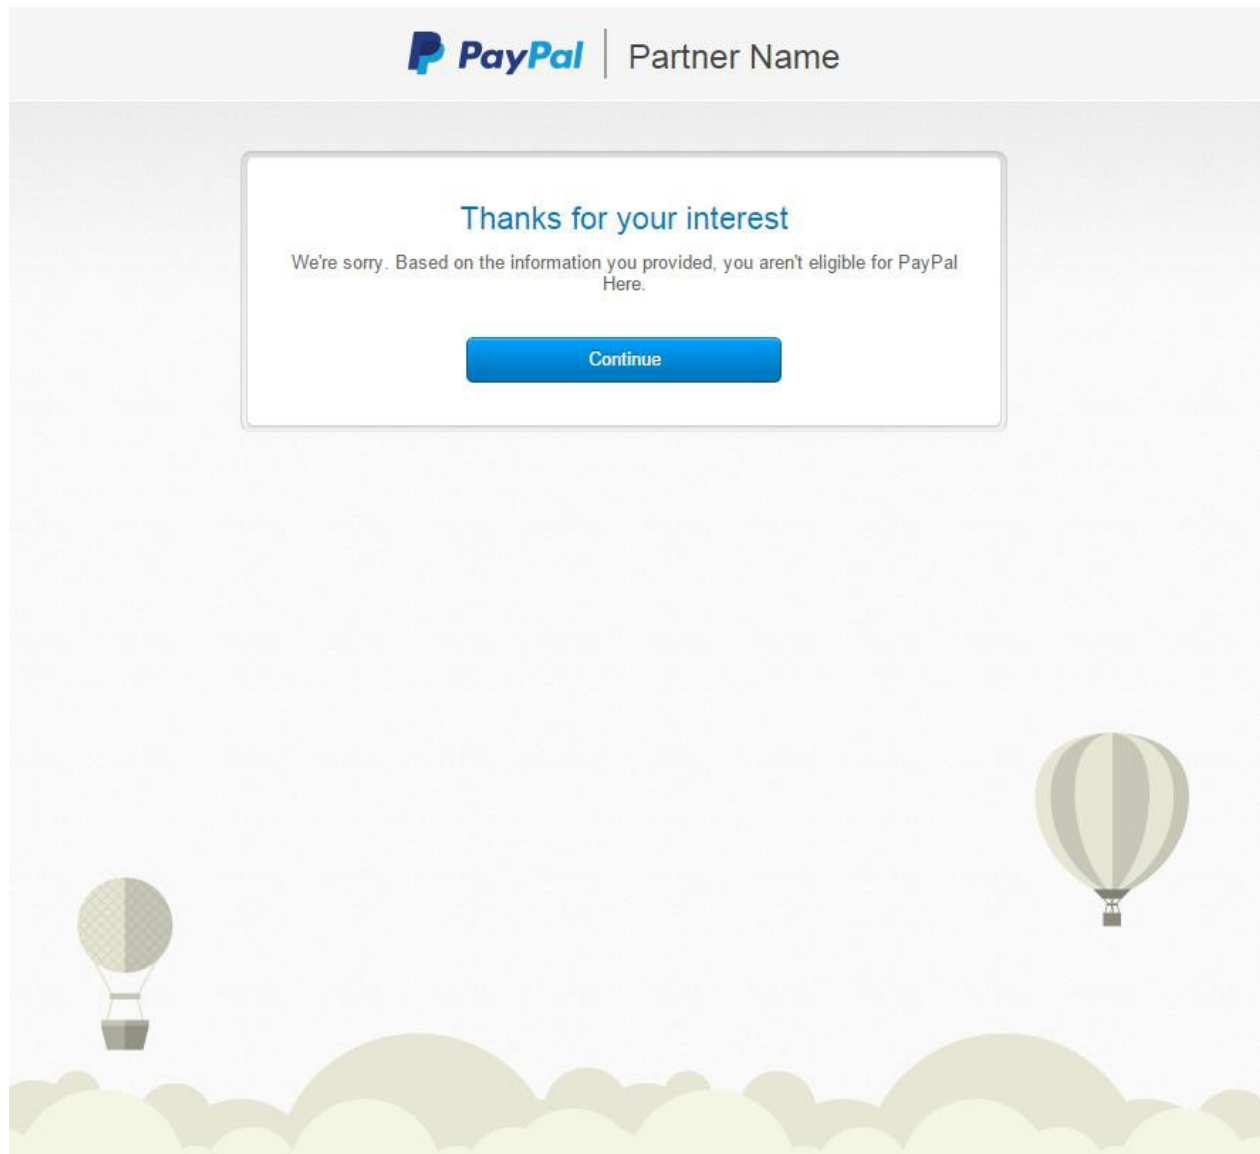 PayPal | Partner Name
Thanks for your interest
We're sorry. Based on the information you provided, you aren't eligible for PayPal
Here.
Continue